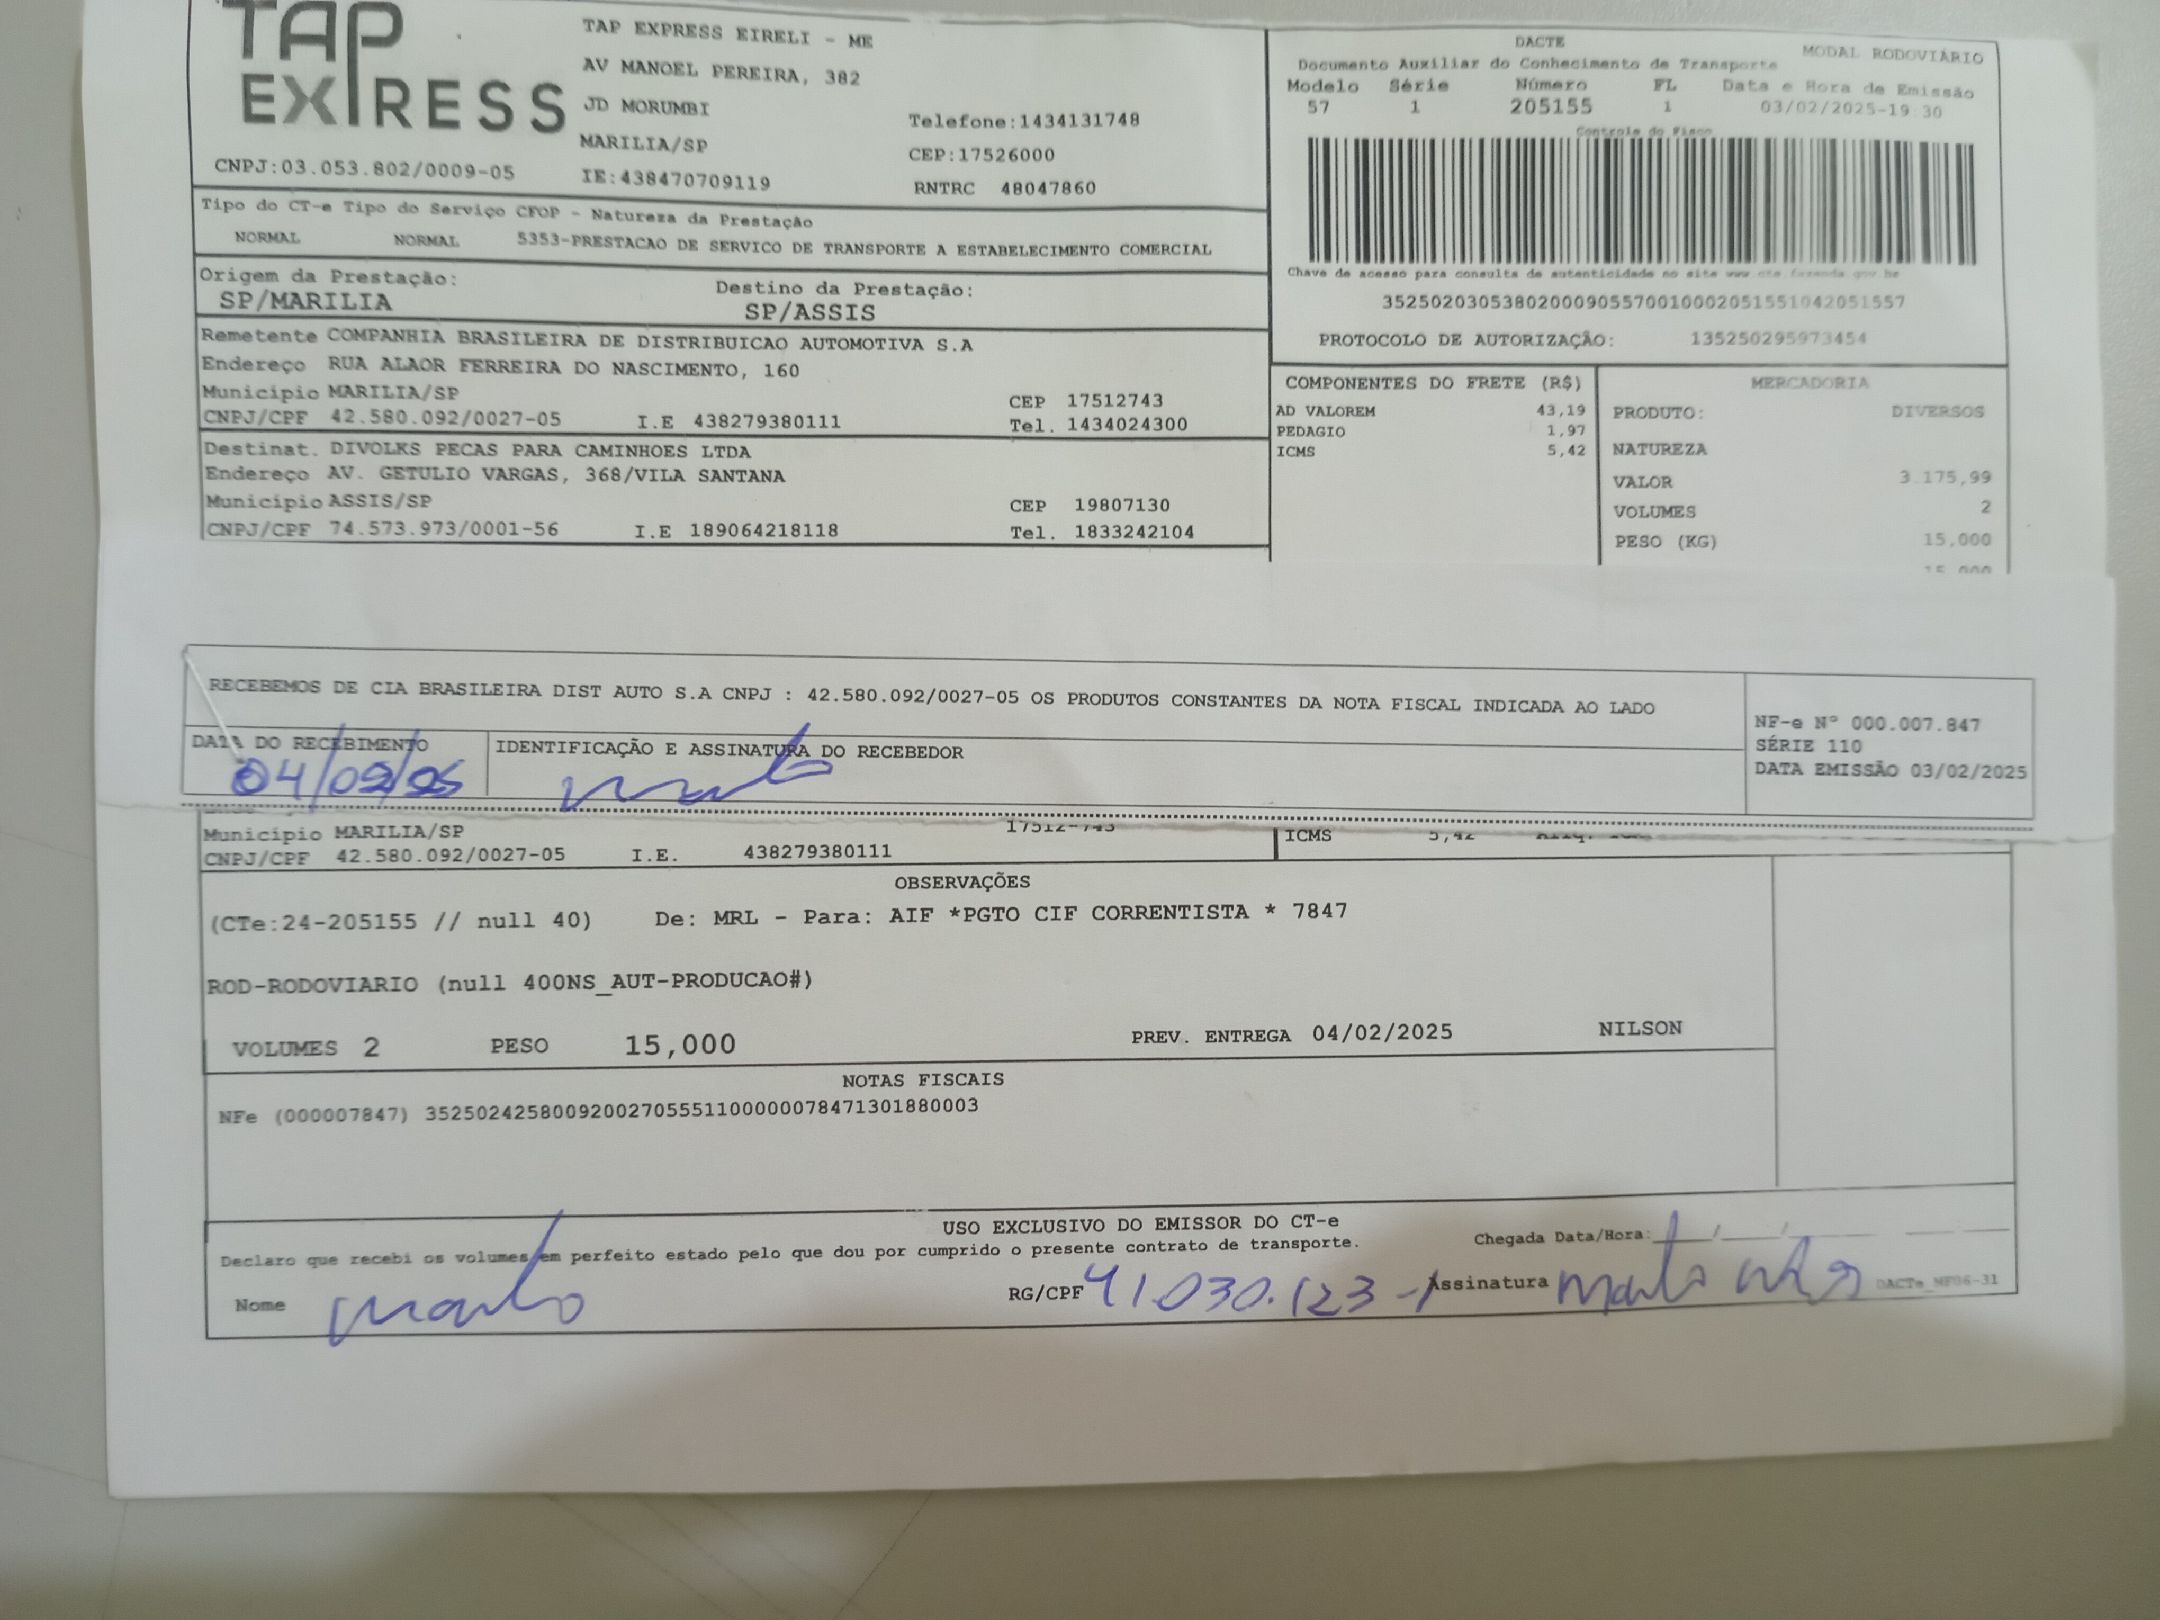 TAP EXPRESS
TAP EXPRESS EIRELI - ME
AV MANOEL PEREIRA, 382
JD MORUMBI
MARILIA/SP
IE:438470709119
Telefone:1434131748
CEP:17526000
RNTRC 48047860
CNPJ:03.053.802/0009-05
Tipo do CT-e Tipo do Serviço CFOP - Natureza da Prestação
NORMAL NORMAL 5353-PRESTACAO DE SERVICO DE TRANSPORTE A ESTABELECIMENTO COMERCIAL
Origem da Prestação: Destino da Prestação:
SP/MARILIA SP/ASSIS
Remetente COMPANHIA BRASILEIRA DE DISTRIBUICAO AUTOMOTIVA S.A
Endereço RUA ALAOR FERREIRA DO NASCIMENTO, 160
Município MARILIA/SP CEP 17512743
CNPJ/CPF 42.580.092/0027-05 I.E 438279380111 Tel. 1434024300
Destinat. DIVOLKS PECAS PARA CAMINHOES LTDA
Endereço AV. GETULIO VARGAS, 368/VILA SANTANA
Município ASSIS/SP CEP 19807130
CNPJ/CPF 74.573.973/0001-56 I.E 189064218118 Tel. 1833242104
DACTE MODAL RODOVIÁRIO
Documento Auxiliar do Conhecimento de Transporte
Modelo Série Número FL Data e Hora de Emissão
57 1 205155 1 03/02/2025-19:30
Controle do Fisco
Chave de acesso para consulta de autenticidade no site www.cte.fazenda.gov.br
35250203053802000905570010002051551042051557
PROTOCOLO DE AUTORIZAÇÃO: 135250295973454
COMPONENTES DO FRETE (R$)
AD VALOREM 43,19
PEDAGIO 1,97
ICMS 5,42
MERCADORIA
PRODUTO: DIVERSOS
NATUREZA
VALOR 3.175,99
VOLUMES 2
PESO (KG) 15,000
15,000
RECEBEMOS DE CIA BRASILEIRA DIST AUTO S.A CNPJ : 42.580.092/0027-05 OS PRODUTOS CONSTANTES DA NOTA FISCAL INDICADA AO LADO
NF-e Nº 000.007.847
SÉRIE 110
DATA EMISSÃO 03/02/2025
DATA DO RECEBIMENTO IDENTIFICAÇÃO E ASSINATURA DO RECEBEDOR
04/02/25
Município MARILIA/SP 17512-743 ICMS 5,42
CNPJ/CPF 42.580.092/0027-05 I.E. 438279380111
OBSERVAÇÕES
(CTe:24-205155 // null 40) De: MRL - Para: AIF *PGTO CIF CORRENTISTA * 7847
ROD-RODOVIARIO (null 400NS_AUT-PRODUCAO#)
VOLUMES 2 PESO 15,000 PREV. ENTREGA 04/02/2025 NILSON
NOTAS FISCAIS
NFe (000007847) 35250242580092002705551100000078471301880003
USO EXCLUSIVO DO EMISSOR DO CT-e
Declaro que recebi os volumes em perfeito estado pelo que dou por cumprido o presente contrato de transporte. Chegada Data/Hora:
Nome RG/CPF 41.030.123-1 Assinatura DACTe_MF06-31